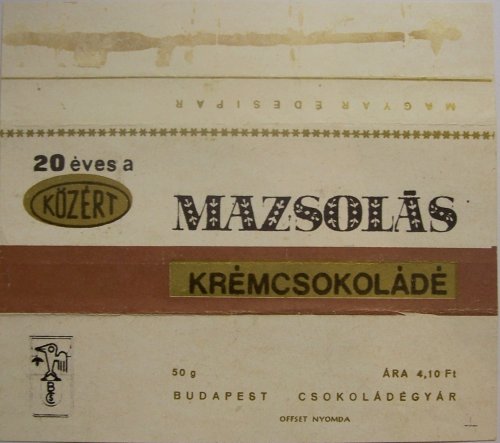 MAGYAR ÉDESIPAR
20 éves a
KÖZÉRT
MAZSOLÁS
KRÉMCSOKOLÁDÉ
50 g
ÁRA 4,10 Ft
BUDAPEST CSOKOLÁDÉGYÁR
OFFSET NYOMDA